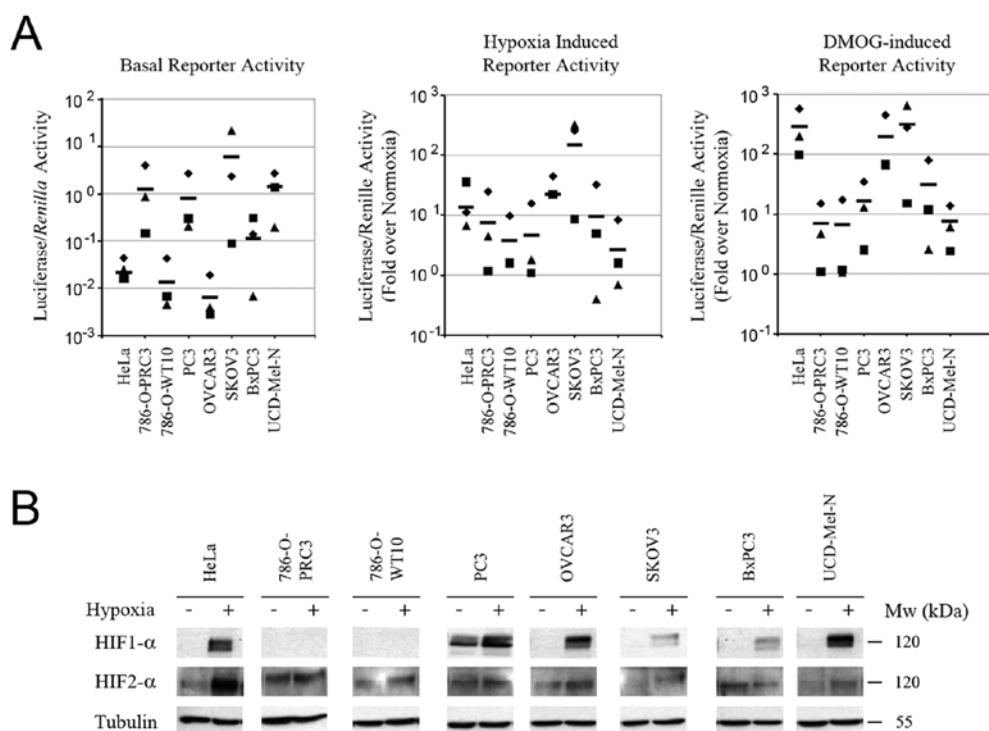 A
Basal Reporter Activity
Luciferase/Renilla Activity
10^2
10^1
10^0
10^-1
10^-2
10^-3
HeLa
786-O-PRC3
786-O-WT10
PC3
OVCAR3
SKOV3
BxPC3
UCD-Mel-N
Hypoxia Induced
Reporter Activity
Luciferase/Renille Activity
(Fold over Normoxia)
10^3
10^2
10^1
10^0
10^-1
HeLa
786-O-PRC3
786-O-WT10
PC3
OVCAR3
SKOV3
BxPC3
UCD-Mel-N
DMOG-induced
Reporter Activity
Luciferase/Renille Activity
(Fold over Normoxia)
10^3
10^2
10^1
10^0
10^-1
HeLa
786-O-PRC3
786-O-WT10
PC3
OVCAR3
SKOV3
BxPC3
UCD-Mel-N
B
HeLa
786-O-
PRC3
786-O-
WT10
PC3
OVCAR3
SKOV3
BxPC3
UCD-Mel-N
Hypoxia - + - + - + - + - + - + - + - + Mw (kDa)
HIF1-α 120
HIF2-α 120
Tubulin 55